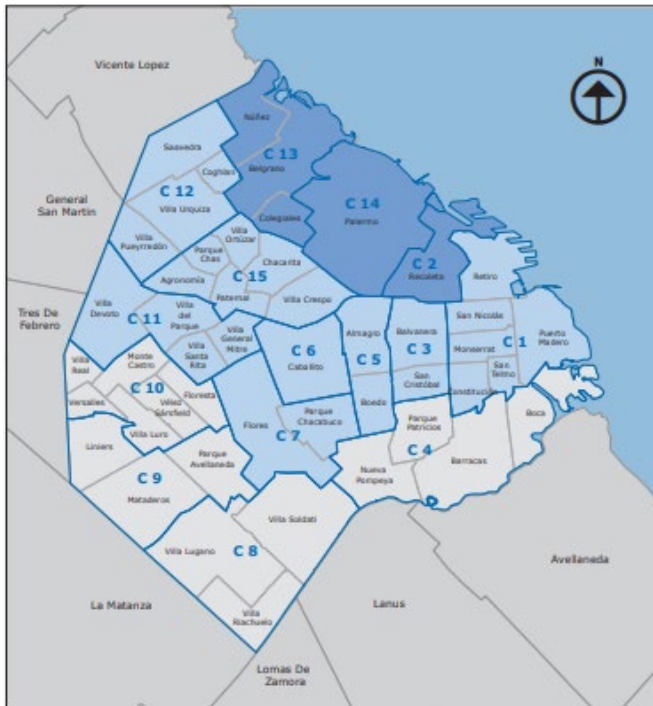 Vicente Lopez
N
Núñez
Saavedra
C 13
Coghlan
Belgrano
C 12
C 14
General
San Martin
Villa Urquiza
Colegiales
Palermo
Villa
Ortúzar
Villa
Pueyrredón
Parque
Chas
Chacarita
C 2
Recoleta
Retiro
Agronomía
C 15
Paternal
Villa Crespo
Tres De
Febrero
Villa
Devoto
C 11
Villa
del
Parque
San Nicolás
Villa
General
Mitre
Almagro
Balvanera
C 1
Puerto
Madero
Villa
Santa
Rita
C 6
Caballito
C 5
C 3
Monserrat
San
Telmo
Villa
Real
Monte
Castro
San
Cristóbal
Constitución
Versalles
C 10
Vélez
Sársfield
Floresta
Boedo
Parque
Chacabuco
Parque
Patricios
Boca
Flores
C 7
Villa Luro
Liniers
Parque
Avellaneda
C 4
Barracas
Nueva
Pompeya
C 9
Mataderos
Villa Soldati
Villa Lugano
C 8
Avellaneda
La Matanza
Villa
Riachuelo
Lanus
Lomas De
Zamora